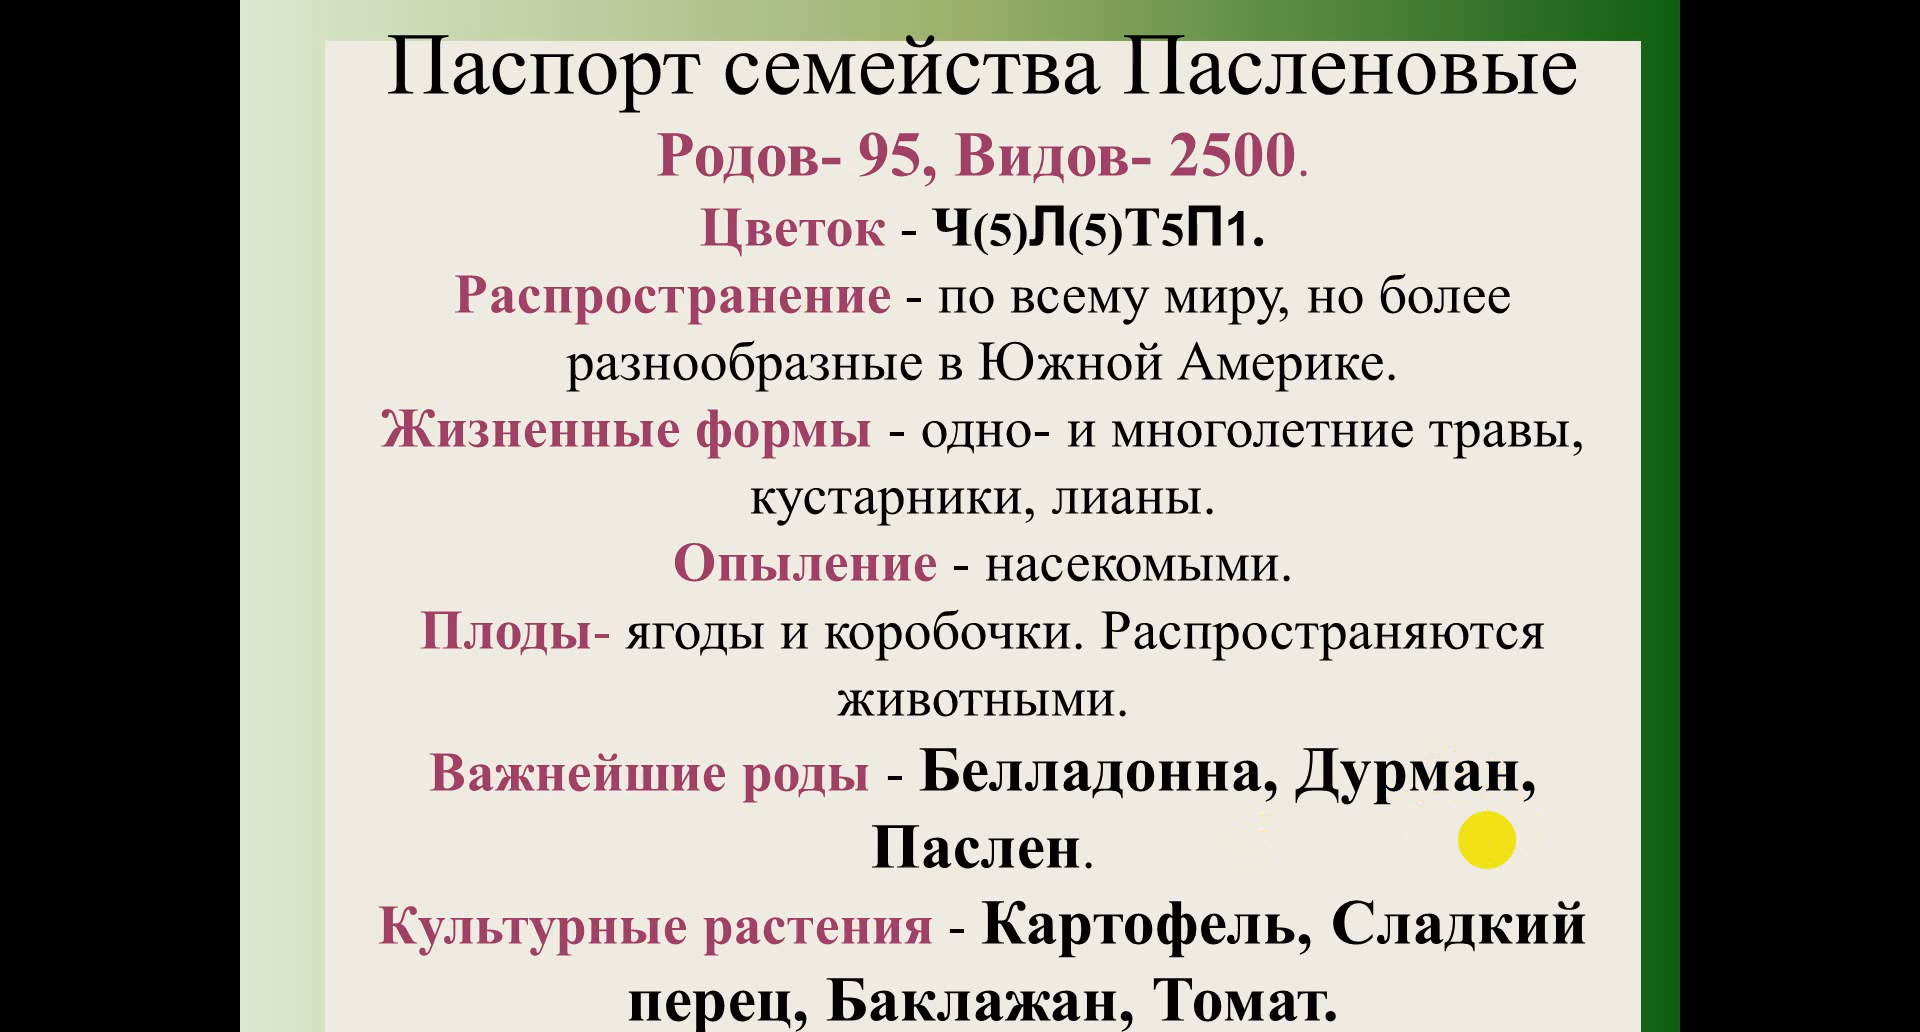 Паспорт семейства Пасленовые
Родов- 95, Видов- 2500.
Цветок - Ч(5)Л(5)Т5П1.
Распространение - по всему миру, но более
разнообразные в Южной Америке.
Жизненные формы - одно- и многолетние травы,
кустарники, лианы.
Опыление - насекомыми.
Плоды- ягоды и коробочки. Распространяются
животными.
Важнейшие роды - Белладонна, Дурман,
Паслен.
Культурные растения - Картофель, Сладкий
перец, Баклажан, Томат.